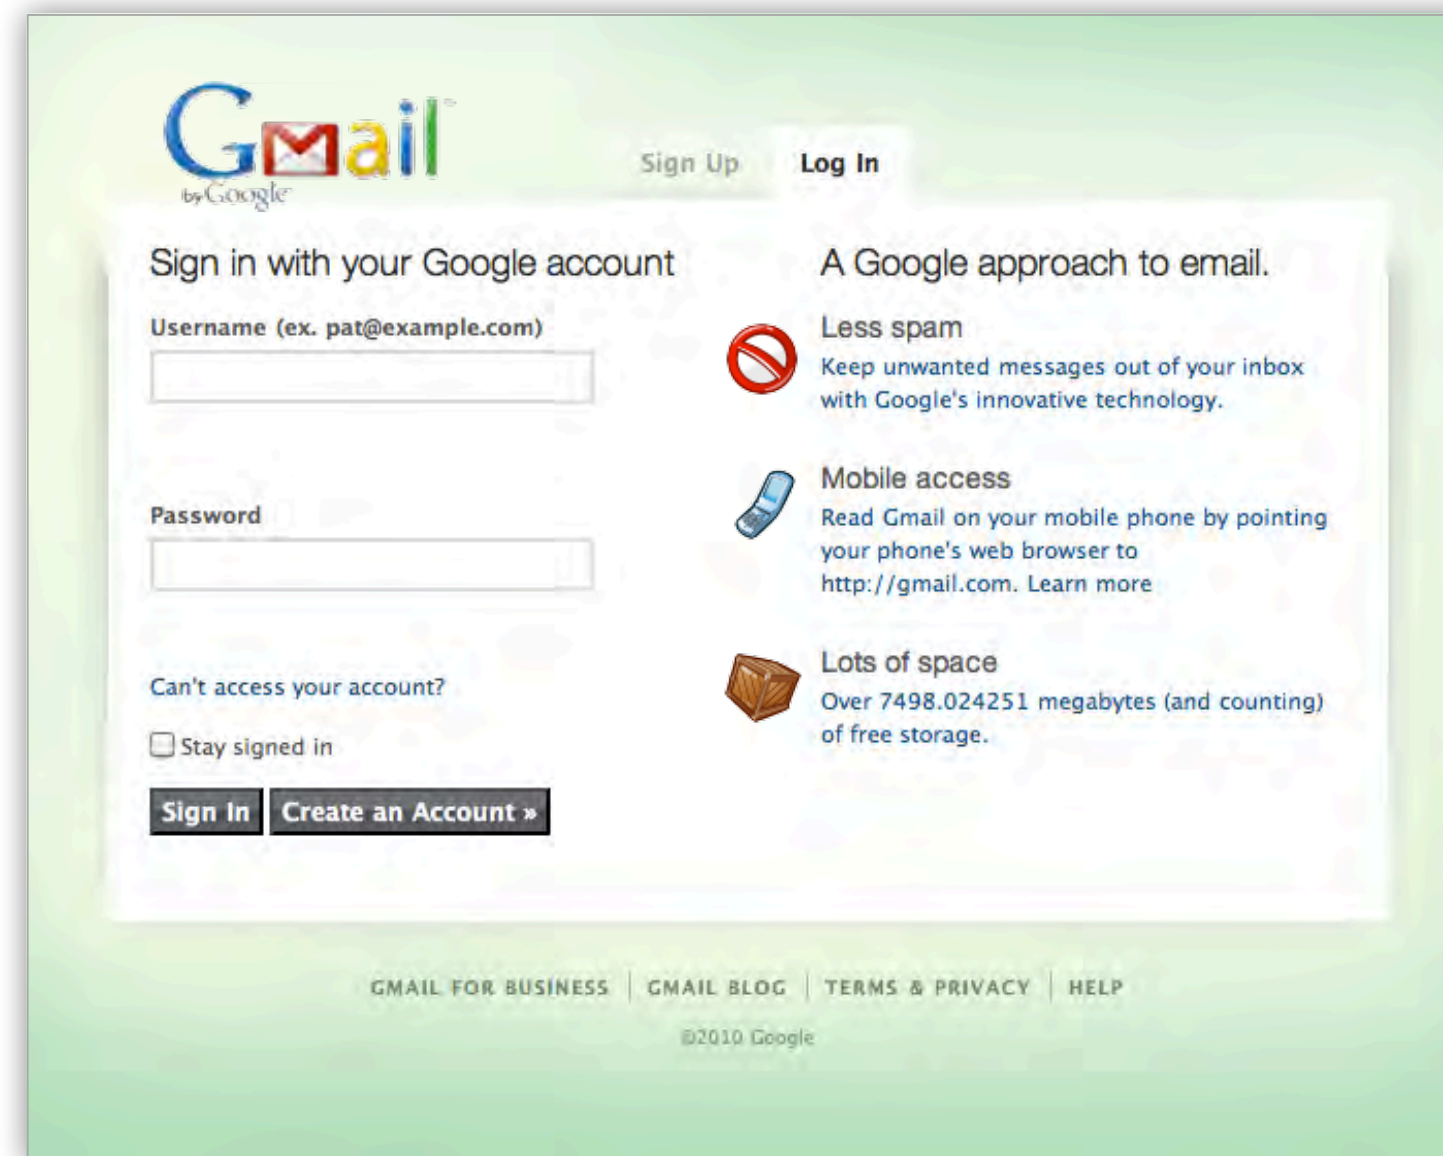 Gmail
by Google
Sign Up
Log In
Sign in with your Google account
Username (ex. pat@example.com)
Password
Can't access your account?
Stay signed in
Sign In
Create an Account »
A Google approach to email.
Less spam
Keep unwanted messages out of your inbox
with Google's innovative technology.
Mobile access
Read Gmail on your mobile phone by pointing
your phone's web browser to
http://gmail.com. Learn more
Lots of space
Over 7498.024251 megabytes (and counting)
of free storage.
GMAIL FOR BUSINESS | GMAIL BLOG | TERMS & PRIVACY | HELP
©2010 Google